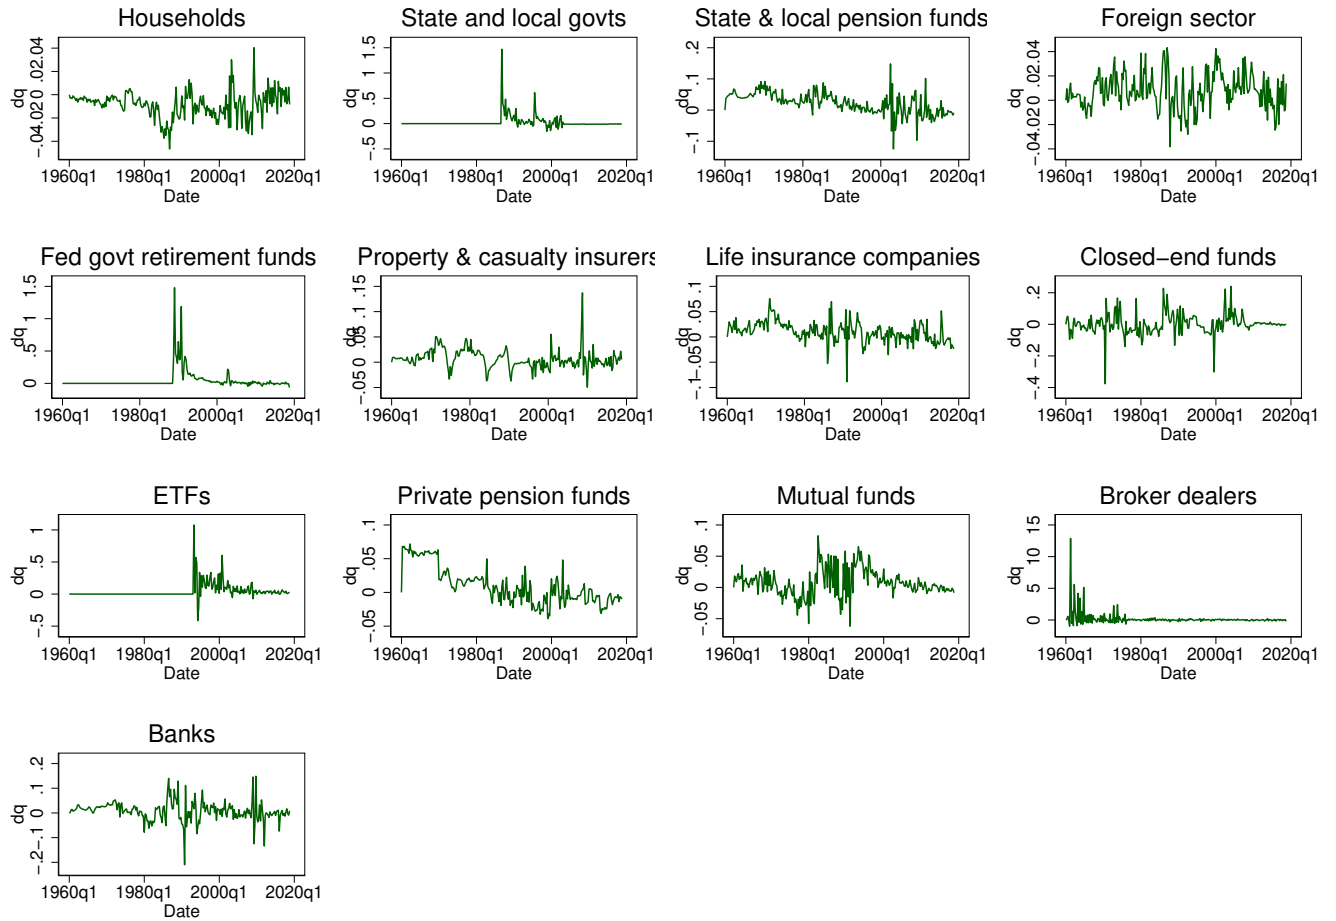 Households
dq
-.04-.02 0 .02.04
1960q1 1980q1 2000q1 2020q1
Date
State and local govts
dq
-.5 0 .5 1 1.5
1960q1 1980q1 2000q1 2020q1
Date
State & local pension funds
dq
-.1 0 .1 .2
1960q1 1980q1 2000q1 2020q1
Date
Foreign sector
dq
-.04-.02 0 .02.04
1960q1 1980q1 2000q1 2020q1
Date
Fed govt retirement funds
dq
0 .5 1 1.5
1960q1 1980q1 2000q1 2020q1
Date
Property & casualty insurers
dq
-.05 0 .05 .1 .15
1960q1 1980q1 2000q1 2020q1
Date
Life insurance companies
dq
-.1 -.05 0 .05 .1
1960q1 1980q1 2000q1 2020q1
Date
Closed-end funds
dq
-.4 -.2 0 .2
1960q1 1980q1 2000q1 2020q1
Date
ETFs
dq
-.5 0 .5 1
1960q1 1980q1 2000q1 2020q1
Date
Private pension funds
dq
-.05 0 .05 .1
1960q1 1980q1 2000q1 2020q1
Date
Mutual funds
dq
-.05 0 .05 .1
1960q1 1980q1 2000q1 2020q1
Date
Broker dealers
dq
0 5 10 15
1960q1 1980q1 2000q1 2020q1
Date
Banks
dq
-.2 -.1 0 .1 .2
1960q1 1980q1 2000q1 2020q1
Date